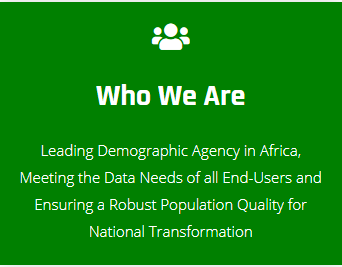 Who We Are
Leading Demographic Agency in Africa,
Meeting the Data Needs of all End-Users and
Ensuring a Robust Population Quality for
National Transformation